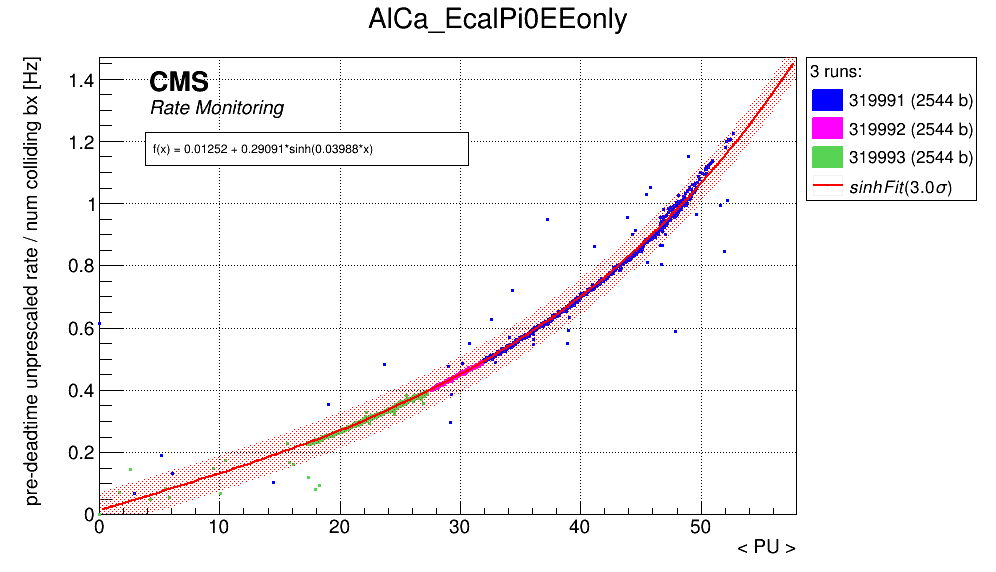 AlCa_EcalPi0EEonly
pre-deadtime unprescaled rate / num colliding bx [Hz]
1.4
1.2
1
0.8
0.6
0.4
0.2
0
CMS
Rate Monitoring
f(x) = 0.01252 + 0.29091*sinh(0.03988*x)
0 10 20 30 40 50
< PU >
3 runs:
319991 (2544 b)
319992 (2544 b)
319993 (2544 b)
sinhFit(3.0σ)